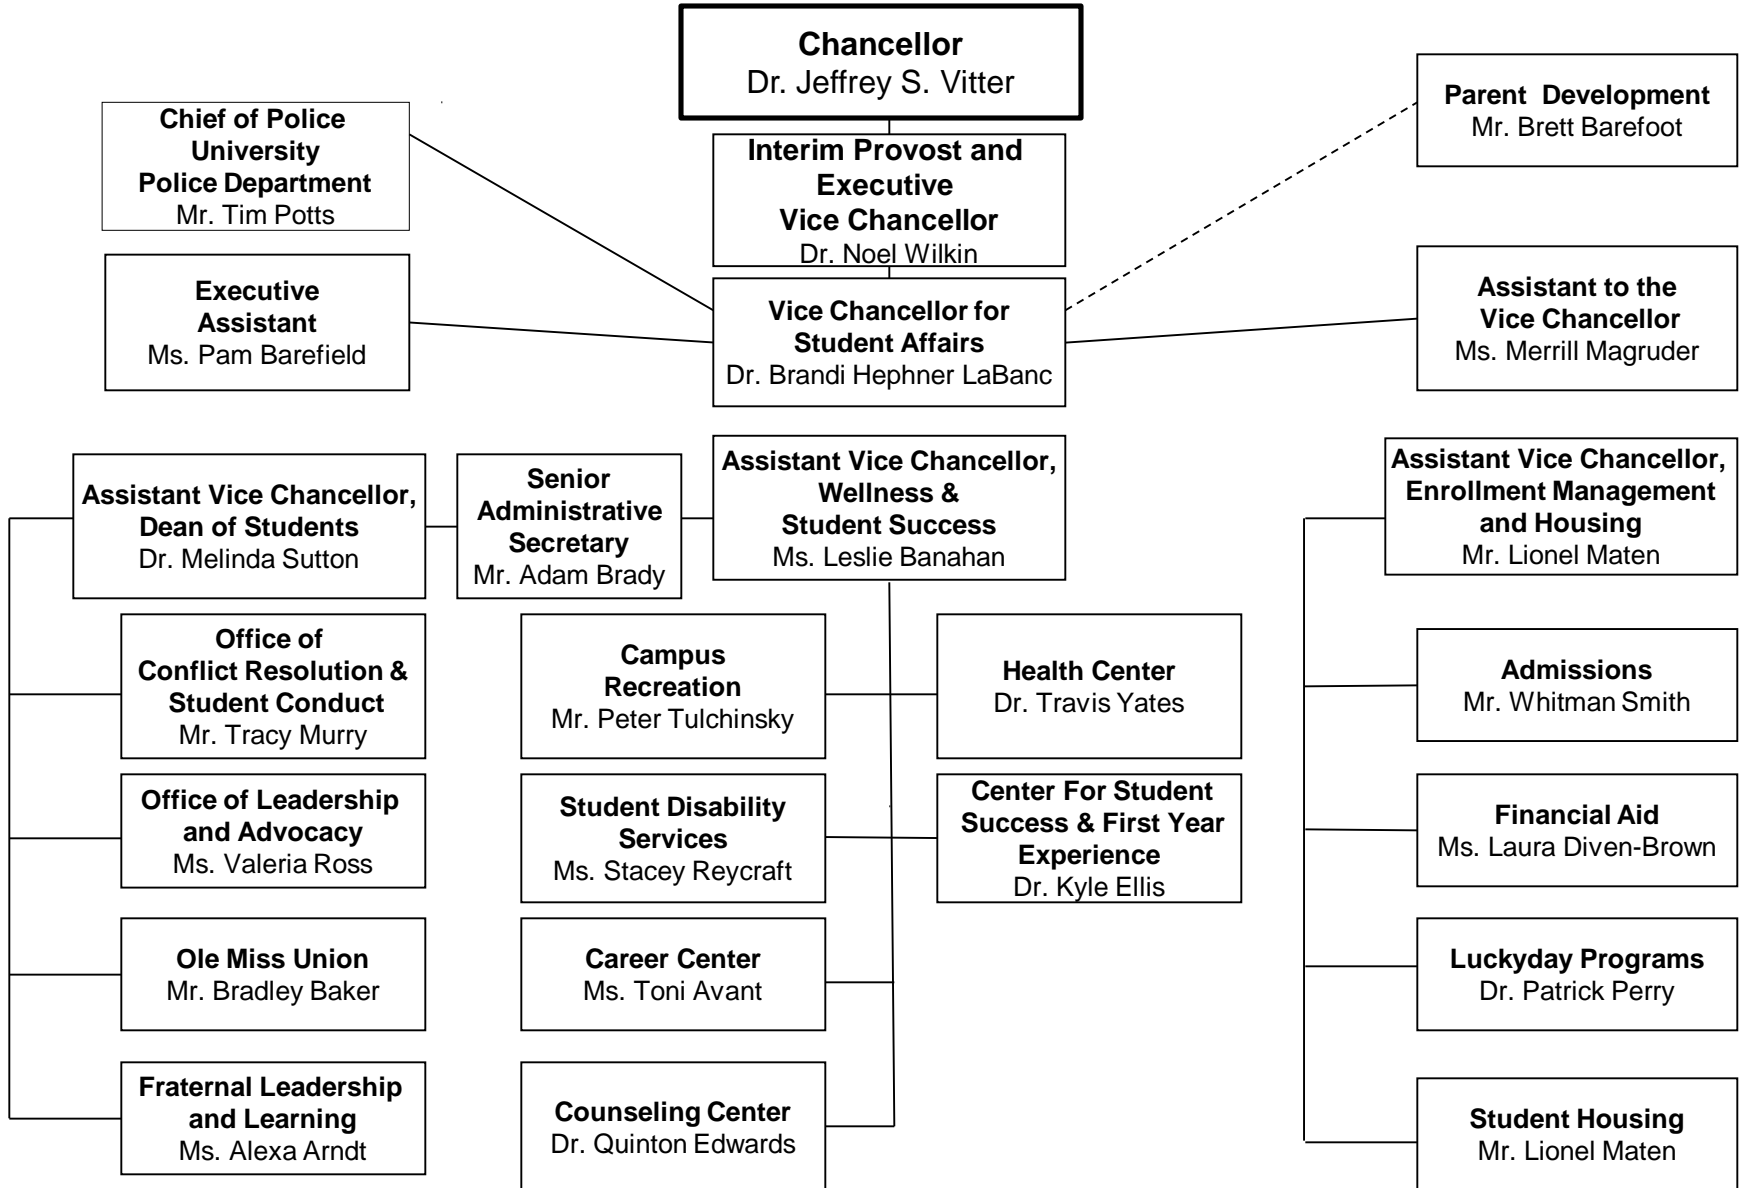 Chancellor
Dr. Jeffrey S. Vitter
Chief of Police
University
Police Department
Mr. Tim Potts
Interim Provost and
Executive
Vice Chancellor
Dr. Noel Wilkin
Parent Development
Mr. Brett Barefoot
Executive
Assistant
Ms. Pam Barefield
Vice Chancellor for
Student Affairs
Dr. Brandi Hephner LaBanc
Assistant to the
Vice Chancellor
Ms. Merrill Magruder
Assistant Vice Chancellor,
Dean of Students
Dr. Melinda Sutton
Senior
Administrative
Secretary
Mr. Adam Brady
Assistant Vice Chancellor,
Wellness &
Student Success
Ms. Leslie Banahan
Assistant Vice Chancellor,
Enrollment Management
and Housing
Mr. Lionel Maten
Office of
Conflict Resolution &
Student Conduct
Mr. Tracy Murry
Campus
Recreation
Mr. Peter Tulchinsky
Health Center
Dr. Travis Yates
Admissions
Mr. Whitman Smith
Office of Leadership
and Advocacy
Ms. Valeria Ross
Student Disability
Services
Ms. Stacey Reycraft
Center For Student
Success & First Year
Experience
Dr. Kyle Ellis
Financial Aid
Ms. Laura Diven-Brown
Ole Miss Union
Mr. Bradley Baker
Career Center
Ms. Toni Avant
Luckyday Programs
Dr. Patrick Perry
Fraternal Leadership
and Learning
Ms. Alexa Arndt
Counseling Center
Dr. Quinton Edwards
Student Housing
Mr. Lionel Maten